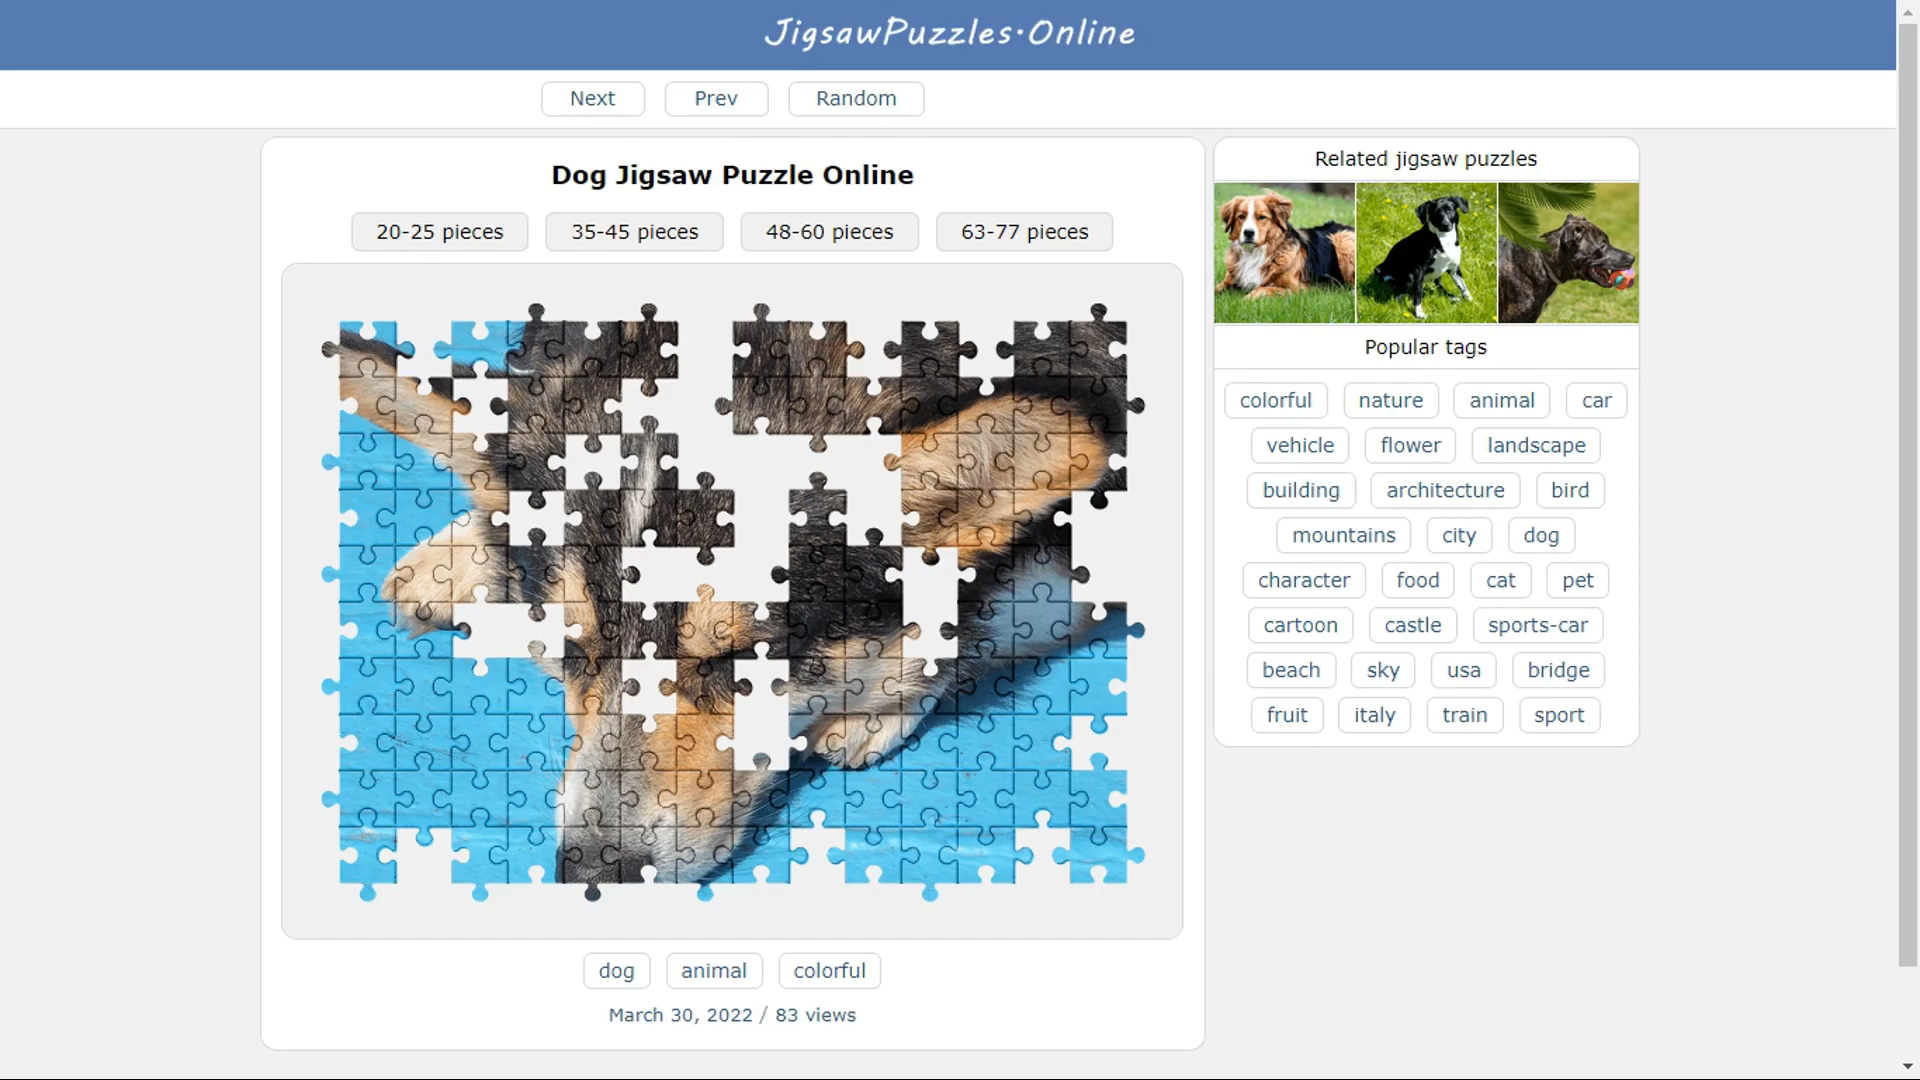 JigsawPuzzles·Online
Next Prev Random
Dog Jigsaw Puzzle Online
20-25 pieces 35-45 pieces 48-60 pieces 63-77 pieces
dog animal colorful
March 30, 2022 / 83 views
Related jigsaw puzzles
Popular tags
colorful nature animal car
vehicle flower landscape
building architecture bird
mountains city dog
character food cat pet
cartoon castle sports-car
beach sky usa bridge
fruit italy train sport